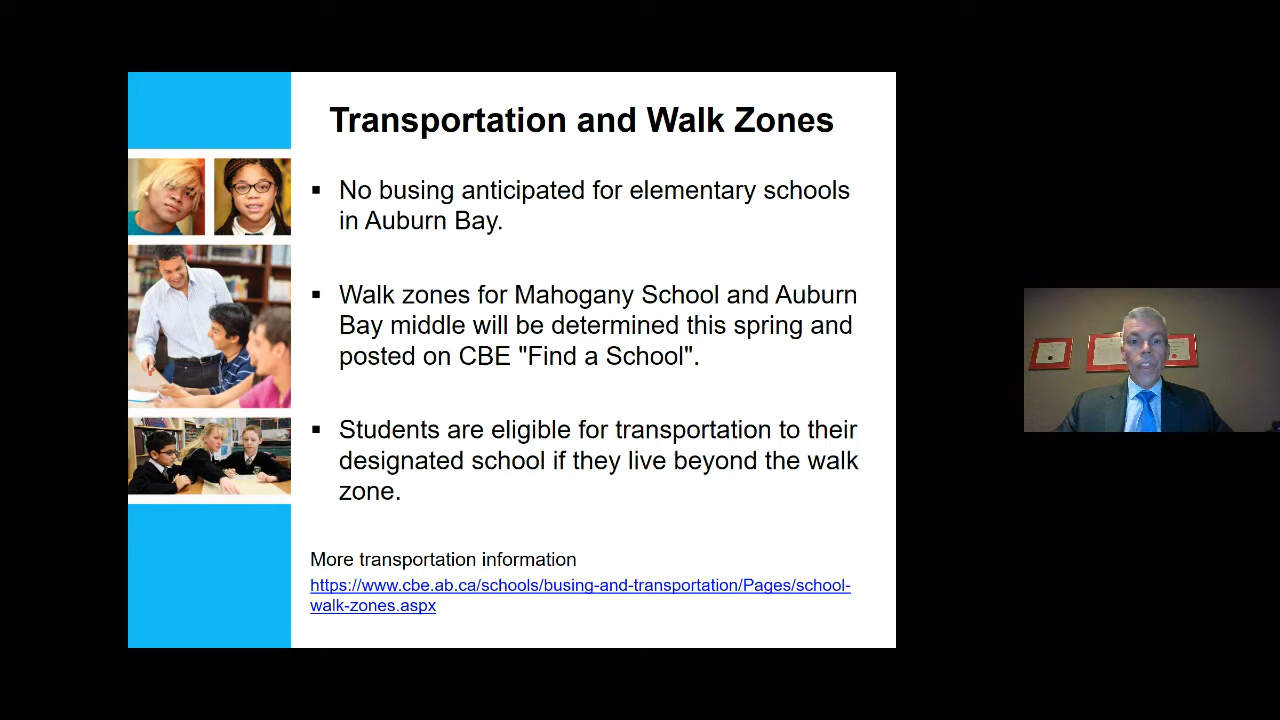 Transportation and Walk Zones
▪ No busing anticipated for elementary schools
in Auburn Bay.
▪ Walk zones for Mahogany School and Auburn
Bay middle will be determined this spring and
posted on CBE "Find a School".
▪ Students are eligible for transportation to their
designated school if they live beyond the walk
zone.
More transportation information
https://www.cbe.ab.ca/schools/busing-and-transportation/Pages/school-
walk-zones.aspx